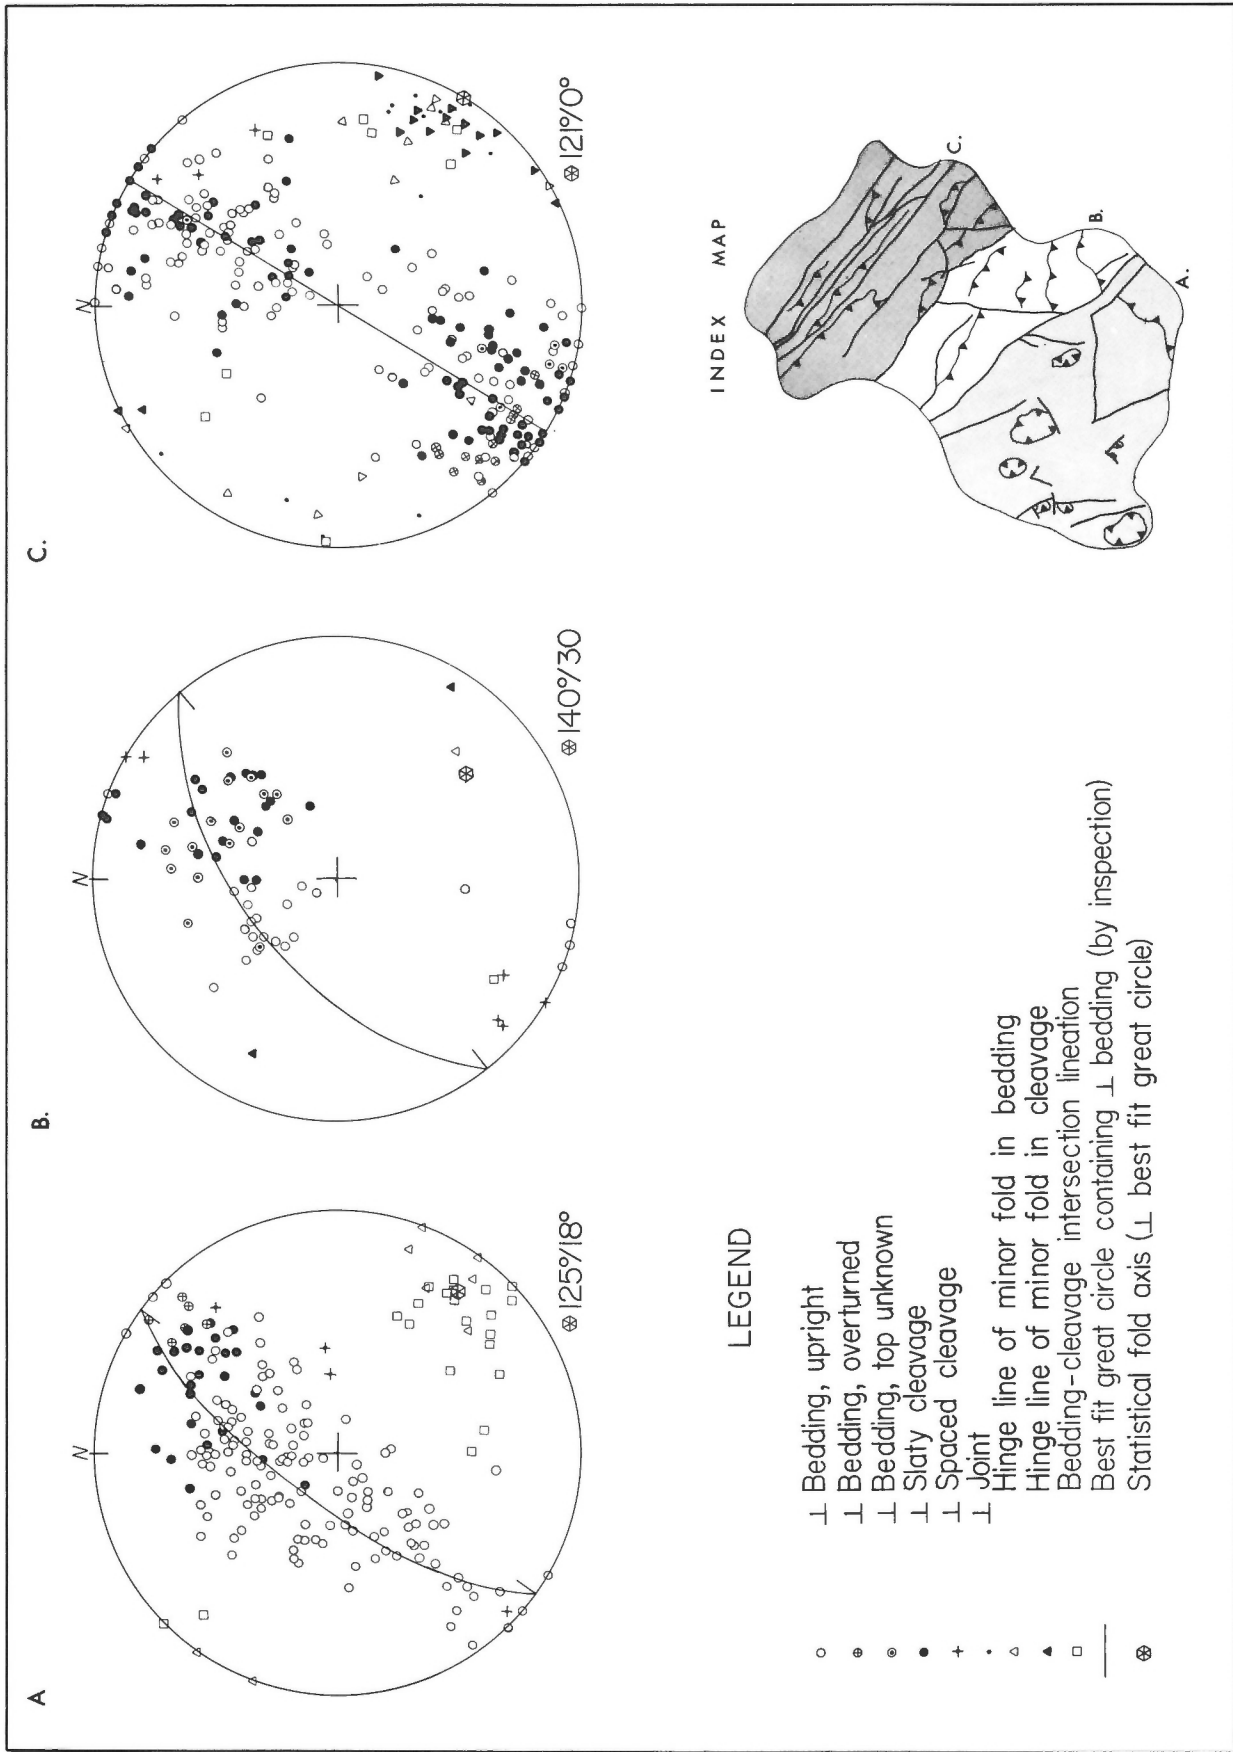 A
N
⊛125°/18°
B.
N
⊛140°/30
C.
N
⊛121°/0°
LEGEND
○ ⊥ Bedding, upright
⊕ ⊥ Bedding, overturned
⊙ ⊥ Bedding, top unknown
● ⊥ Slaty cleavage
+ ⊥ Spaced cleavage
• ⊥ Joint
△ Hinge line of minor fold in bedding
▲ Hinge line of minor fold in cleavage
□ Bedding-cleavage intersection lineation
— Best fit great circle containing ⊥ bedding (by inspection)
⊛ Statistical fold axis (⊥ best fit great circle)
INDEX MAP
A.
B.
C.